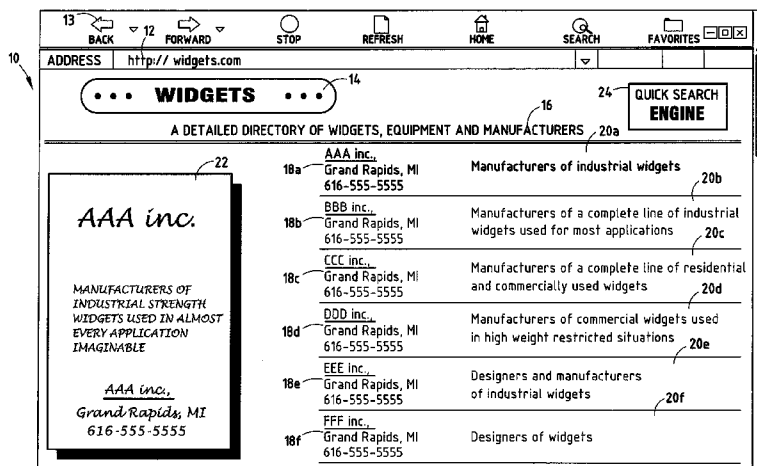 13
BACK FORWARD STOP REFRESH HOME SEARCH FAVORITES
12
10
ADDRESS http:// widgets.com
• • • WIDGETS • • •
14
24
QUICK SEARCH
ENGINE
16
A DETAILED DIRECTORY OF WIDGETS, EQUIPMENT AND MANUFACTURERS
20a
22
AAA inc.
MANUFACTURERS OF
INDUSTRIAL STRENGTH
WIDGETS USED IN ALMOST
EVERY APPLICATION
IMAGINABLE
AAA inc.,
Grand Rapids, MI
616-555-5555
18a
AAA inc.,
Grand Rapids, MI
616-555-5555
Manufacturers of industrial widgets
20b
18b
BBB inc.,
Grand Rapids, MI
616-555-5555
Manufacturers of a complete line of industrial
widgets used for most applications
20c
18c
CCC inc.,
Grand Rapids, MI
616-555-5555
Manufacturers of a complete line of residential
and commercially used widgets
20d
18d
DDD inc.,
Grand Rapids, MI
616-555-5555
Manufacturers of commercial widgets used
in high weight restricted situations
20e
18e
EEE inc.,
Grand Rapids, MI
616-555-5555
Designers and manufacturers
of industrial widgets
20f
18f
FFF inc.,
Grand Rapids, MI
616-555-5555
Designers of widgets